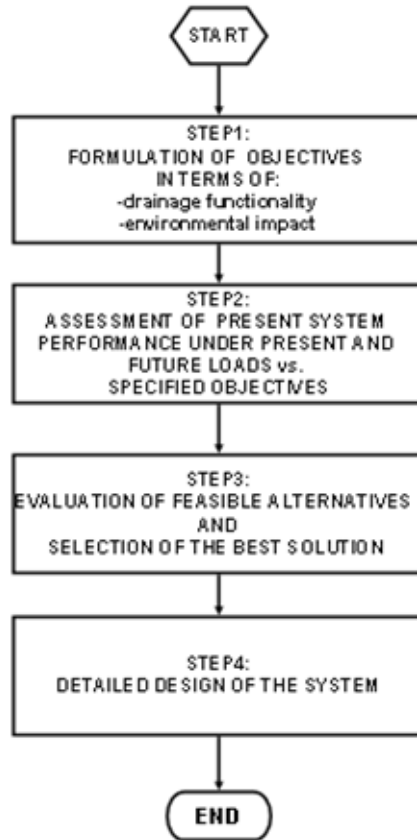 START
STEP1:
FORMULATION OF OBJECTIVES
IN TERMS OF:
-drainage functionality
-environmental impact
STEP2:
ASSESSMENT OF PRESENT SYSTEM
PERFORMANCE UNDER PRESENT AND
FUTURE LOADS vs.
SPECIFIED OBJECTIVES
STEP3:
EVALUATION OF FEASIBLE ALTERNATIVES
AND
SELECTION OF THE BEST SOLUTION
STEP4:
DETAILED DESIGN OF THE SYSTEM
END